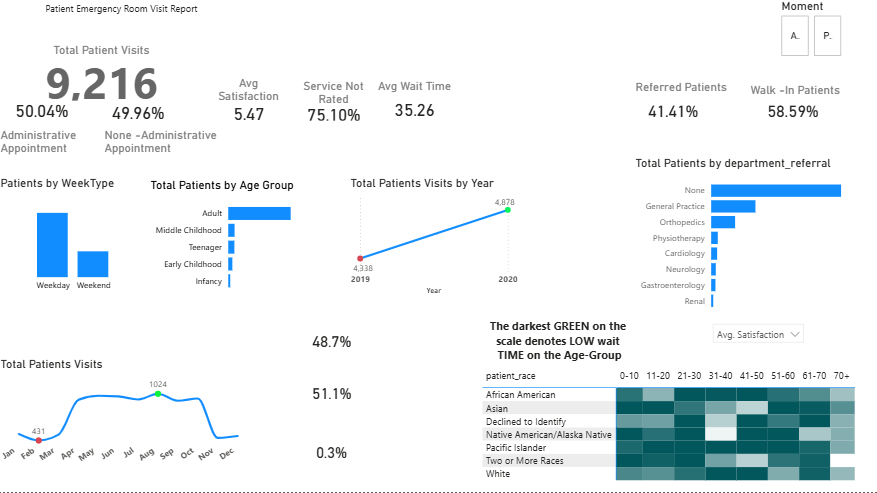 Patient Emergency Room Visit Report
Moment
A..
P..
Total Patient Visits
9,216
50.04%
49.96%
Administrative
Appointment
None -Administrative
Appointment
Avg
Satisfaction
5.47
Service Not
Rated
75.10%
Avg Wait Time
35.26
Referred Patients
41.41%
Walk -In Patients
58.59%
Patients by WeekType
Weekday
Weekend
Total Patients by Age Group
Adult
Middle Childhood
Teenager
Early Childhood
Infancy
Total Patients Visits by Year
4,878
4,338
2019
2020
Year
Total Patients by department_referral
None
General Practice
Orthopedics
Physiotherapy
Cardiology
Neurology
Gastroenterology
Renal
Total Patients Visits
1024
431
Jan Feb Mar Apr May Jun Jul Aug Sep Oct Nov Dec
48.7%
51.1%
0.3%
The darkest GREEN on the
scale denotes LOW wait
TIME on the Age-Group
Avg. Satisfaction
patient_race 0-10 11-20 21-30 31-40 41-50 51-60 61-70 70+
African American
Asian
Declined to Identify
Native American/Alaska Native
Pacific Islander
Two or More Races
White